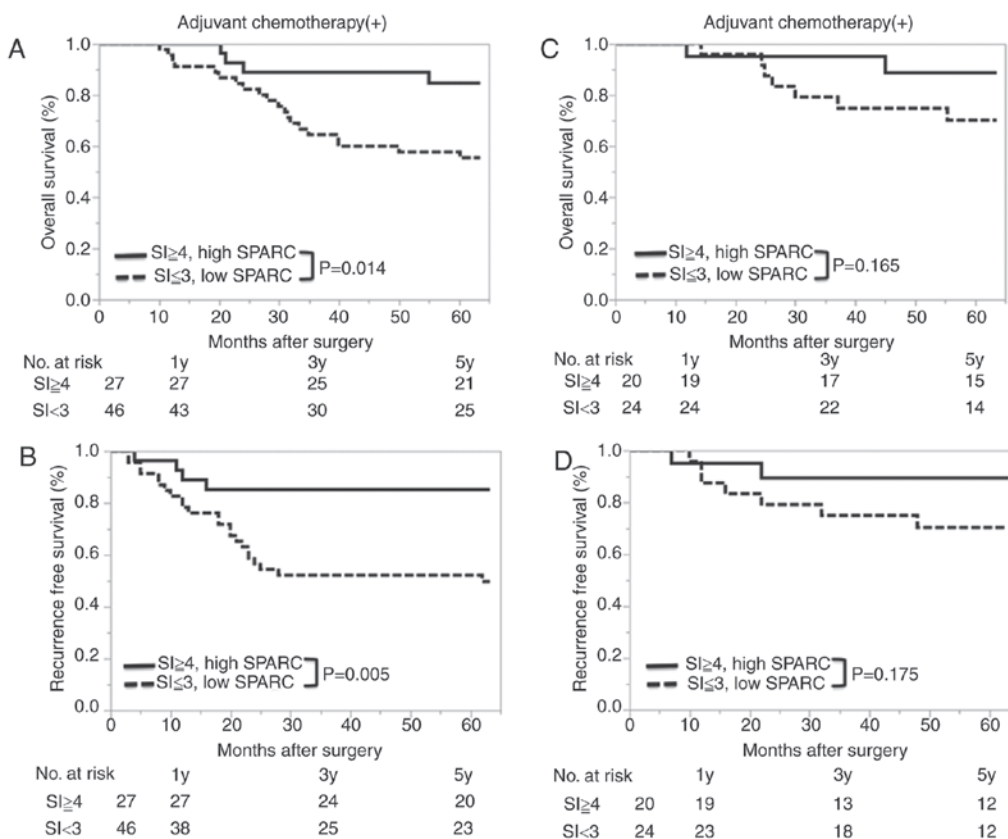 Adjuvant chemotherapy(+)
A
1.0
0.8
0.6
0.4
0.2
0.0
Overall survival (%)
SI≧4, high SPARC
SI≦3, low SPARC
P=0.014
0 10 20 30 40 50 60
Months after surgery
No. at risk 1y 3y 5y
SI≧4 27 27 25 21
SI<3 46 43 30 25
B
1.0
0.8
0.6
0.4
0.2
0.0
Recurrence free survival (%)
SI≧4, high SPARC
SI≦3, low SPARC
P=0.005
0 10 20 30 40 50 60
Months after surgery
No. at risk 1y 3y 5y
SI≧4 27 27 24 20
SI<3 46 38 25 23
Adjuvant chemotherapy(+)
C
1.0
0.8
0.6
0.4
0.2
0.0
Overall survival (%)
SI≧4, high SPARC
SI≦3, low SPARC
P=0.165
0 10 20 30 40 50 60
Months after surgery
No. at risk 1y 3y 5y
SI≧4 20 19 17 15
SI<3 24 24 22 14
D
1.0
0.8
0.6
0.4
0.2
0.0
Recurrence free survival (%)
SI≧4, high SPARC
SI≦3, low SPARC
P=0.175
0 10 20 30 40 50 60
Months after surgery
No. at risk 1y 3y 5y
SI≧4 20 19 13 12
SI<3 24 23 18 12